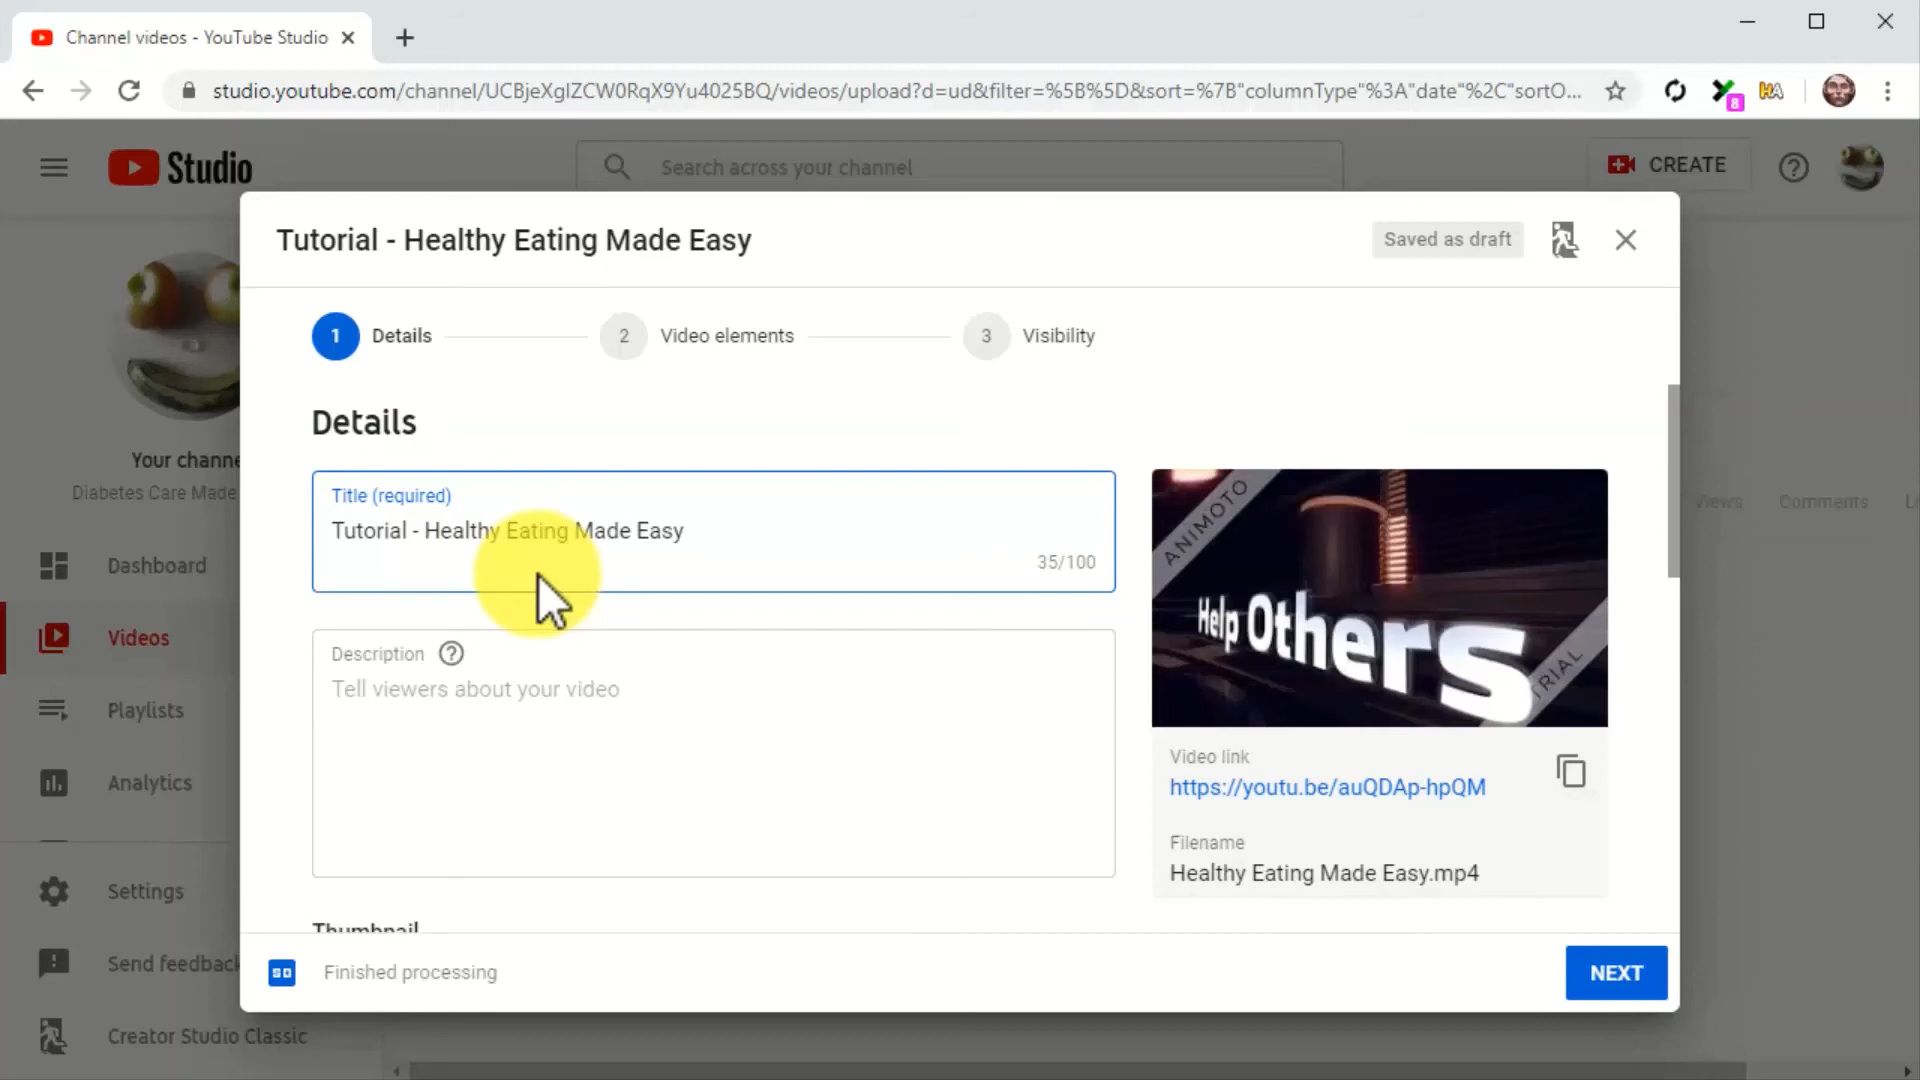 Channel videos - YouTube Studio
studio.youtube.com/channel/UCBjeXgIZCW0RqX9Yu4025BQ/videos/upload?d=ud&filter=%5B%5D&sort=%7B"columnType"%3A"date"%2C"sortO...
8
HA
Studio
Search across your channel
CREATE
Tutorial - Healthy Eating Made Easy
Saved as draft
1 Details
2 Video elements
3 Visibility
Details
Title (required)
Tutorial - Healthy Eating Made Easy
35/100
Description
Tell viewers about your video
ANIMOTO
Help Others
TRIAL
Video link
https://youtu.be/auQDAp-hpQM
Filename
Healthy Eating Made Easy.mp4
Thumbnail
SD
Finished processing
NEXT
Your channe
Diabetes Care Made
Dashboard
Videos
Playlists
Analytics
Settings
Send feedback
Creator Studio Classic
Views
Comments